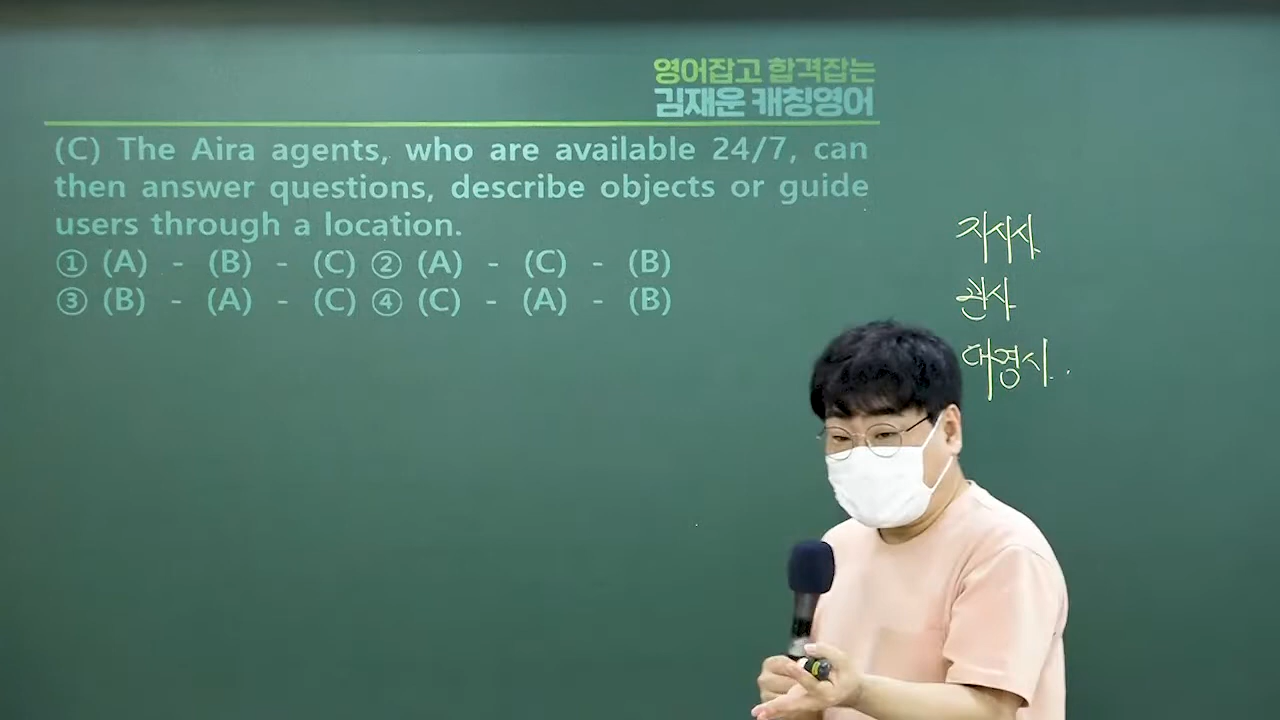 영어잡고 합격잡는
김재운 캐칭영어
(C) The Aira agents, who are available 24/7, can
then answer questions, describe objects or guide
users through a location.
① (A) - (B) - (C) ② (A) - (C) - (B)
③ (B) - (A) - (C) ④ (C) - (A) - (B)
지시사
관사
대명사